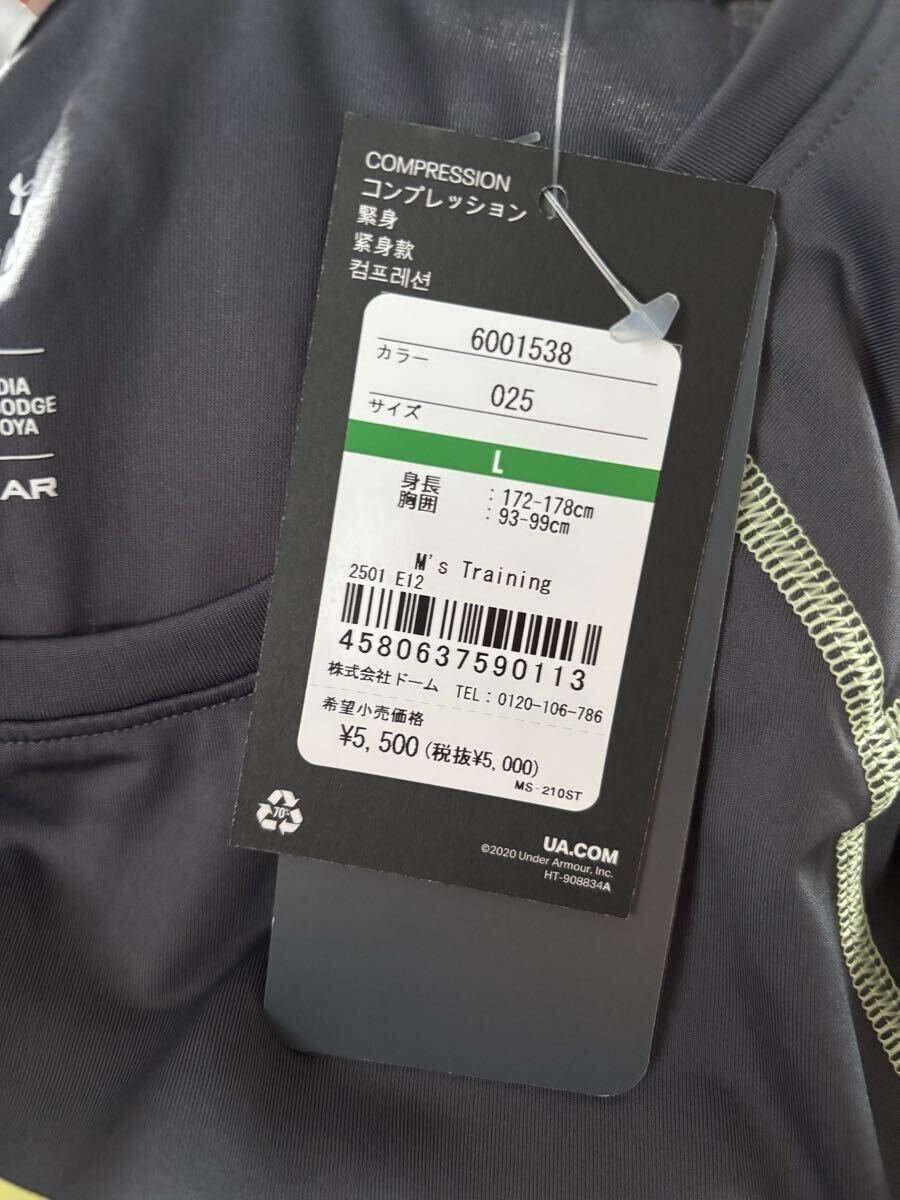 COMPRESSION
コンプレッション
緊身
紧身款
컴프레션
6001538
カラー
025
サイズ
L
身長 : 172-178cm
胸囲 : 93-99cm
M's Training
2501 E12
4580637590113
株式会社ドーム TEL : 0120-106-786
希望小売価格
¥5,500 (税抜¥5,000)
MS-210ST
70%
UA.COM
©2020 Under Armour, Inc.
HT-908834A
DIA
ODGE
OYA
AR